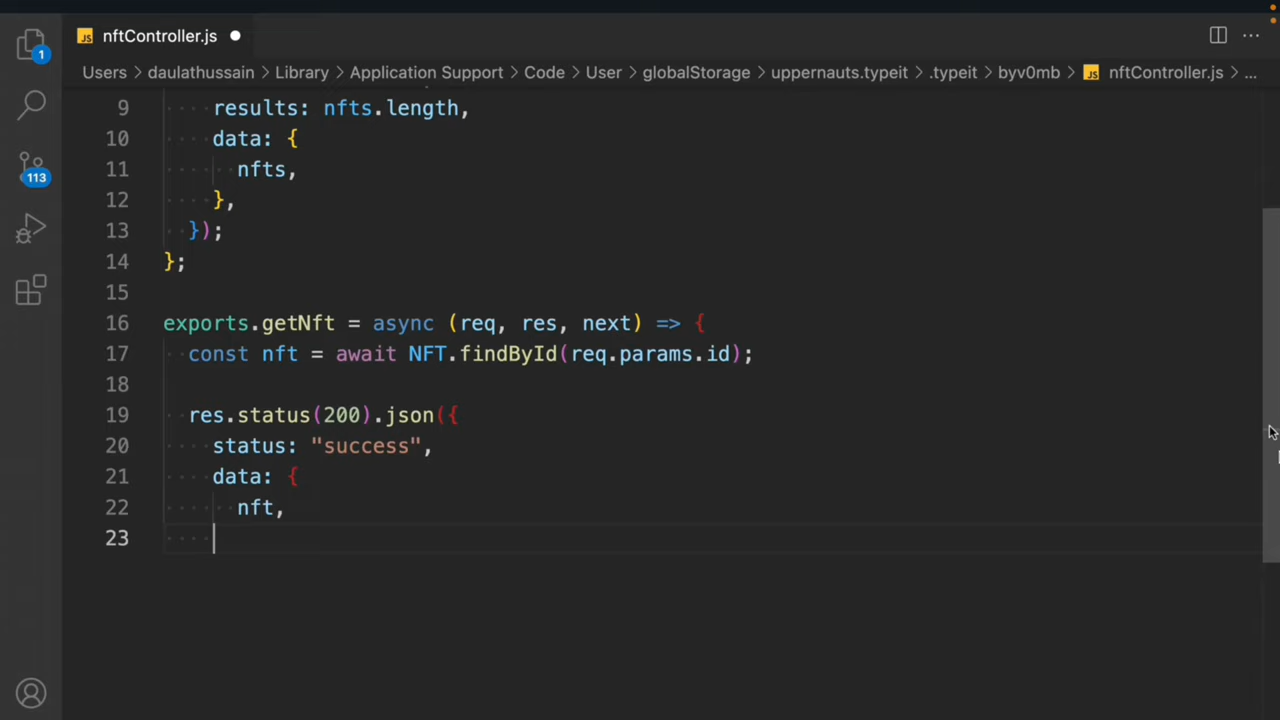 nftController.js
1
Users > daulathussain > Library > Application Support > Code > User > globalStorage > uppernauts.typeit > .typeit > byv0mb > nftController.js > ...
113
9 results: nfts.length,
10 data: {
11 nfts,
12 },
13 });
14 };
15
16 exports.getNft = async (req, res, next) => {
17 const nft = await NFT.findById(req.params.id);
18
19 res.status(200).json({
20 status: "success",
21 data: {
22 nft,
23